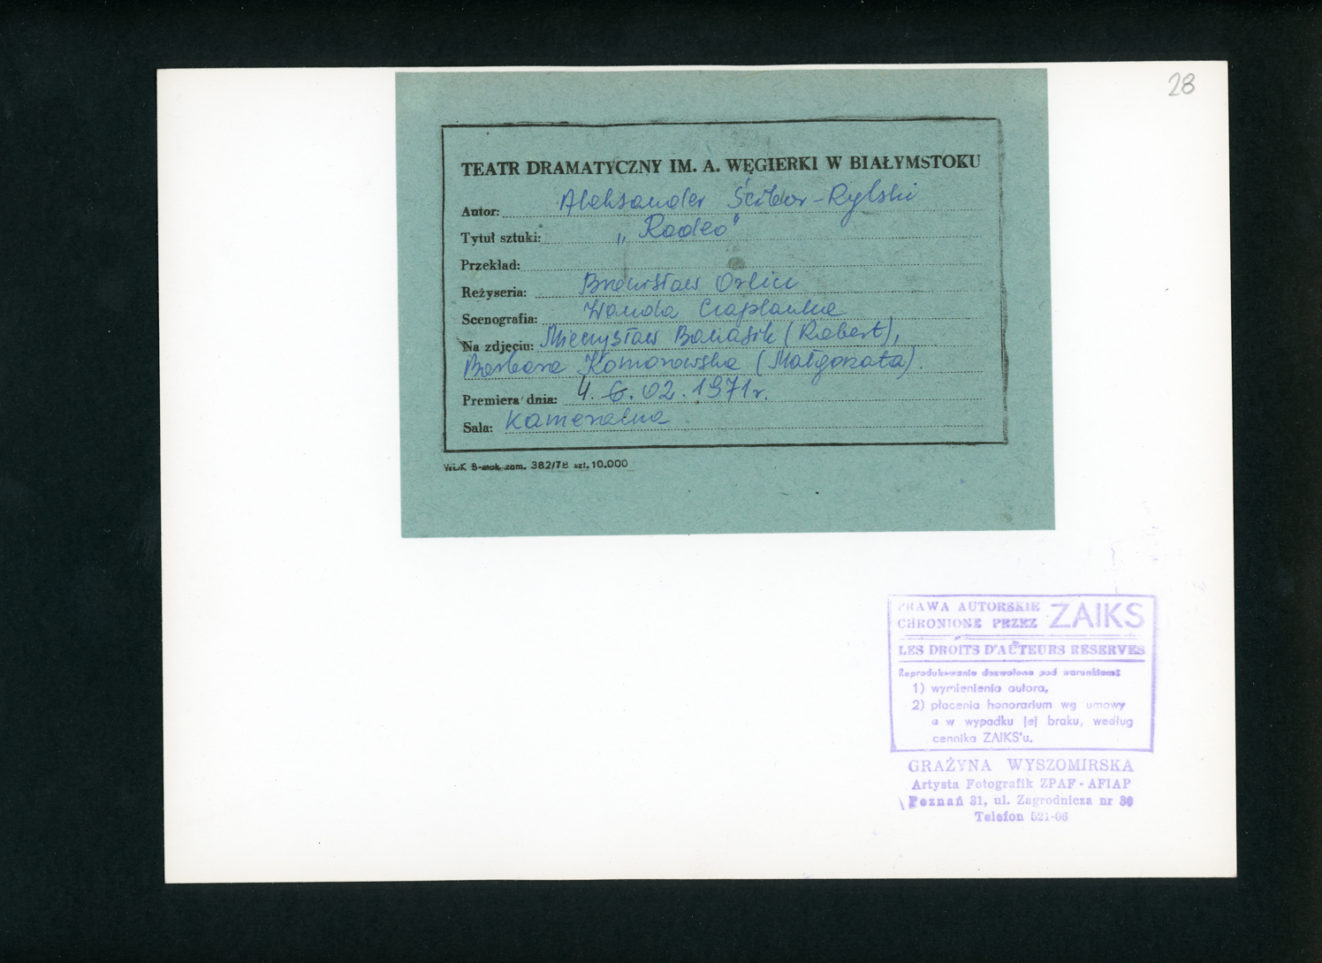 28
TEATR DRAMATYCZNY IM. A. WĘGIERKI W BIAŁYMSTOKU
Autor: Aleksander Ścibor-Rylski
Tytuł sztuki: „Rodeo"
Przekład:
Reżyseria: Bronisław Orlicz
Scenografia: Wanda Czaplanka
Na zdjęciu: Mieczysław Banasik (Robert),
Barbara Komorowska (Małgorzata).
Premiera dnia: 4. 02. 1971r.
Sala: Kameralna
zam. 382/78 szt. 10.000
PRAWA AUTORSKIE ZAIKS
CHRONIONE PRZEZ
LES DROITS D'AUTEURS RESERVES
Reprodukowanie dozwolone pod warunkiem:
1) wymienienia autora,
2) płacenia honorarium wg umowy
a w wypadku jej braku, według
cennika ZAIKS'u.
GRAŻYNA WYSZOMIRSKA
Artysta Fotografik ZPAF - AFIAP
Poznań 31, ul. Zagrodnicza nr 30
Telefon 521-06